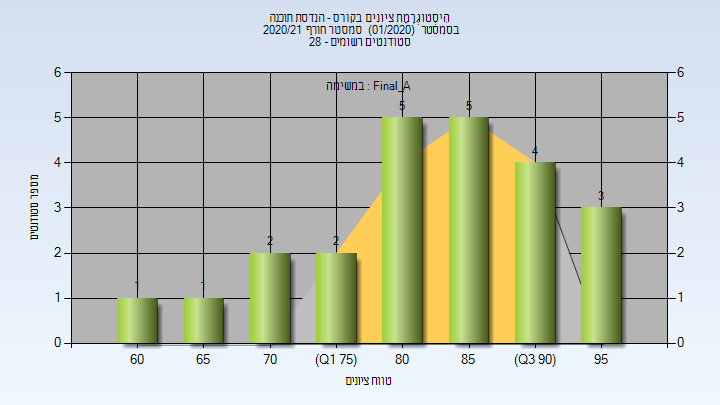 הִיסְטוֹגְרָמַת ציונים בקורס - הנדסת תוכנה
בסמסטר (01/2020) סמסטר חורף 2020/21
סטודנטים רשומים - 28
במשימה : Final_A
מספר סטודנטים
6 6
5 5
4 4
3 3
2 2
1 1
0 0
1 1 2 2 5 5 4 3
60 65 70 (Q1 75) 80 85 (Q3 90) 95
טווח ציונים